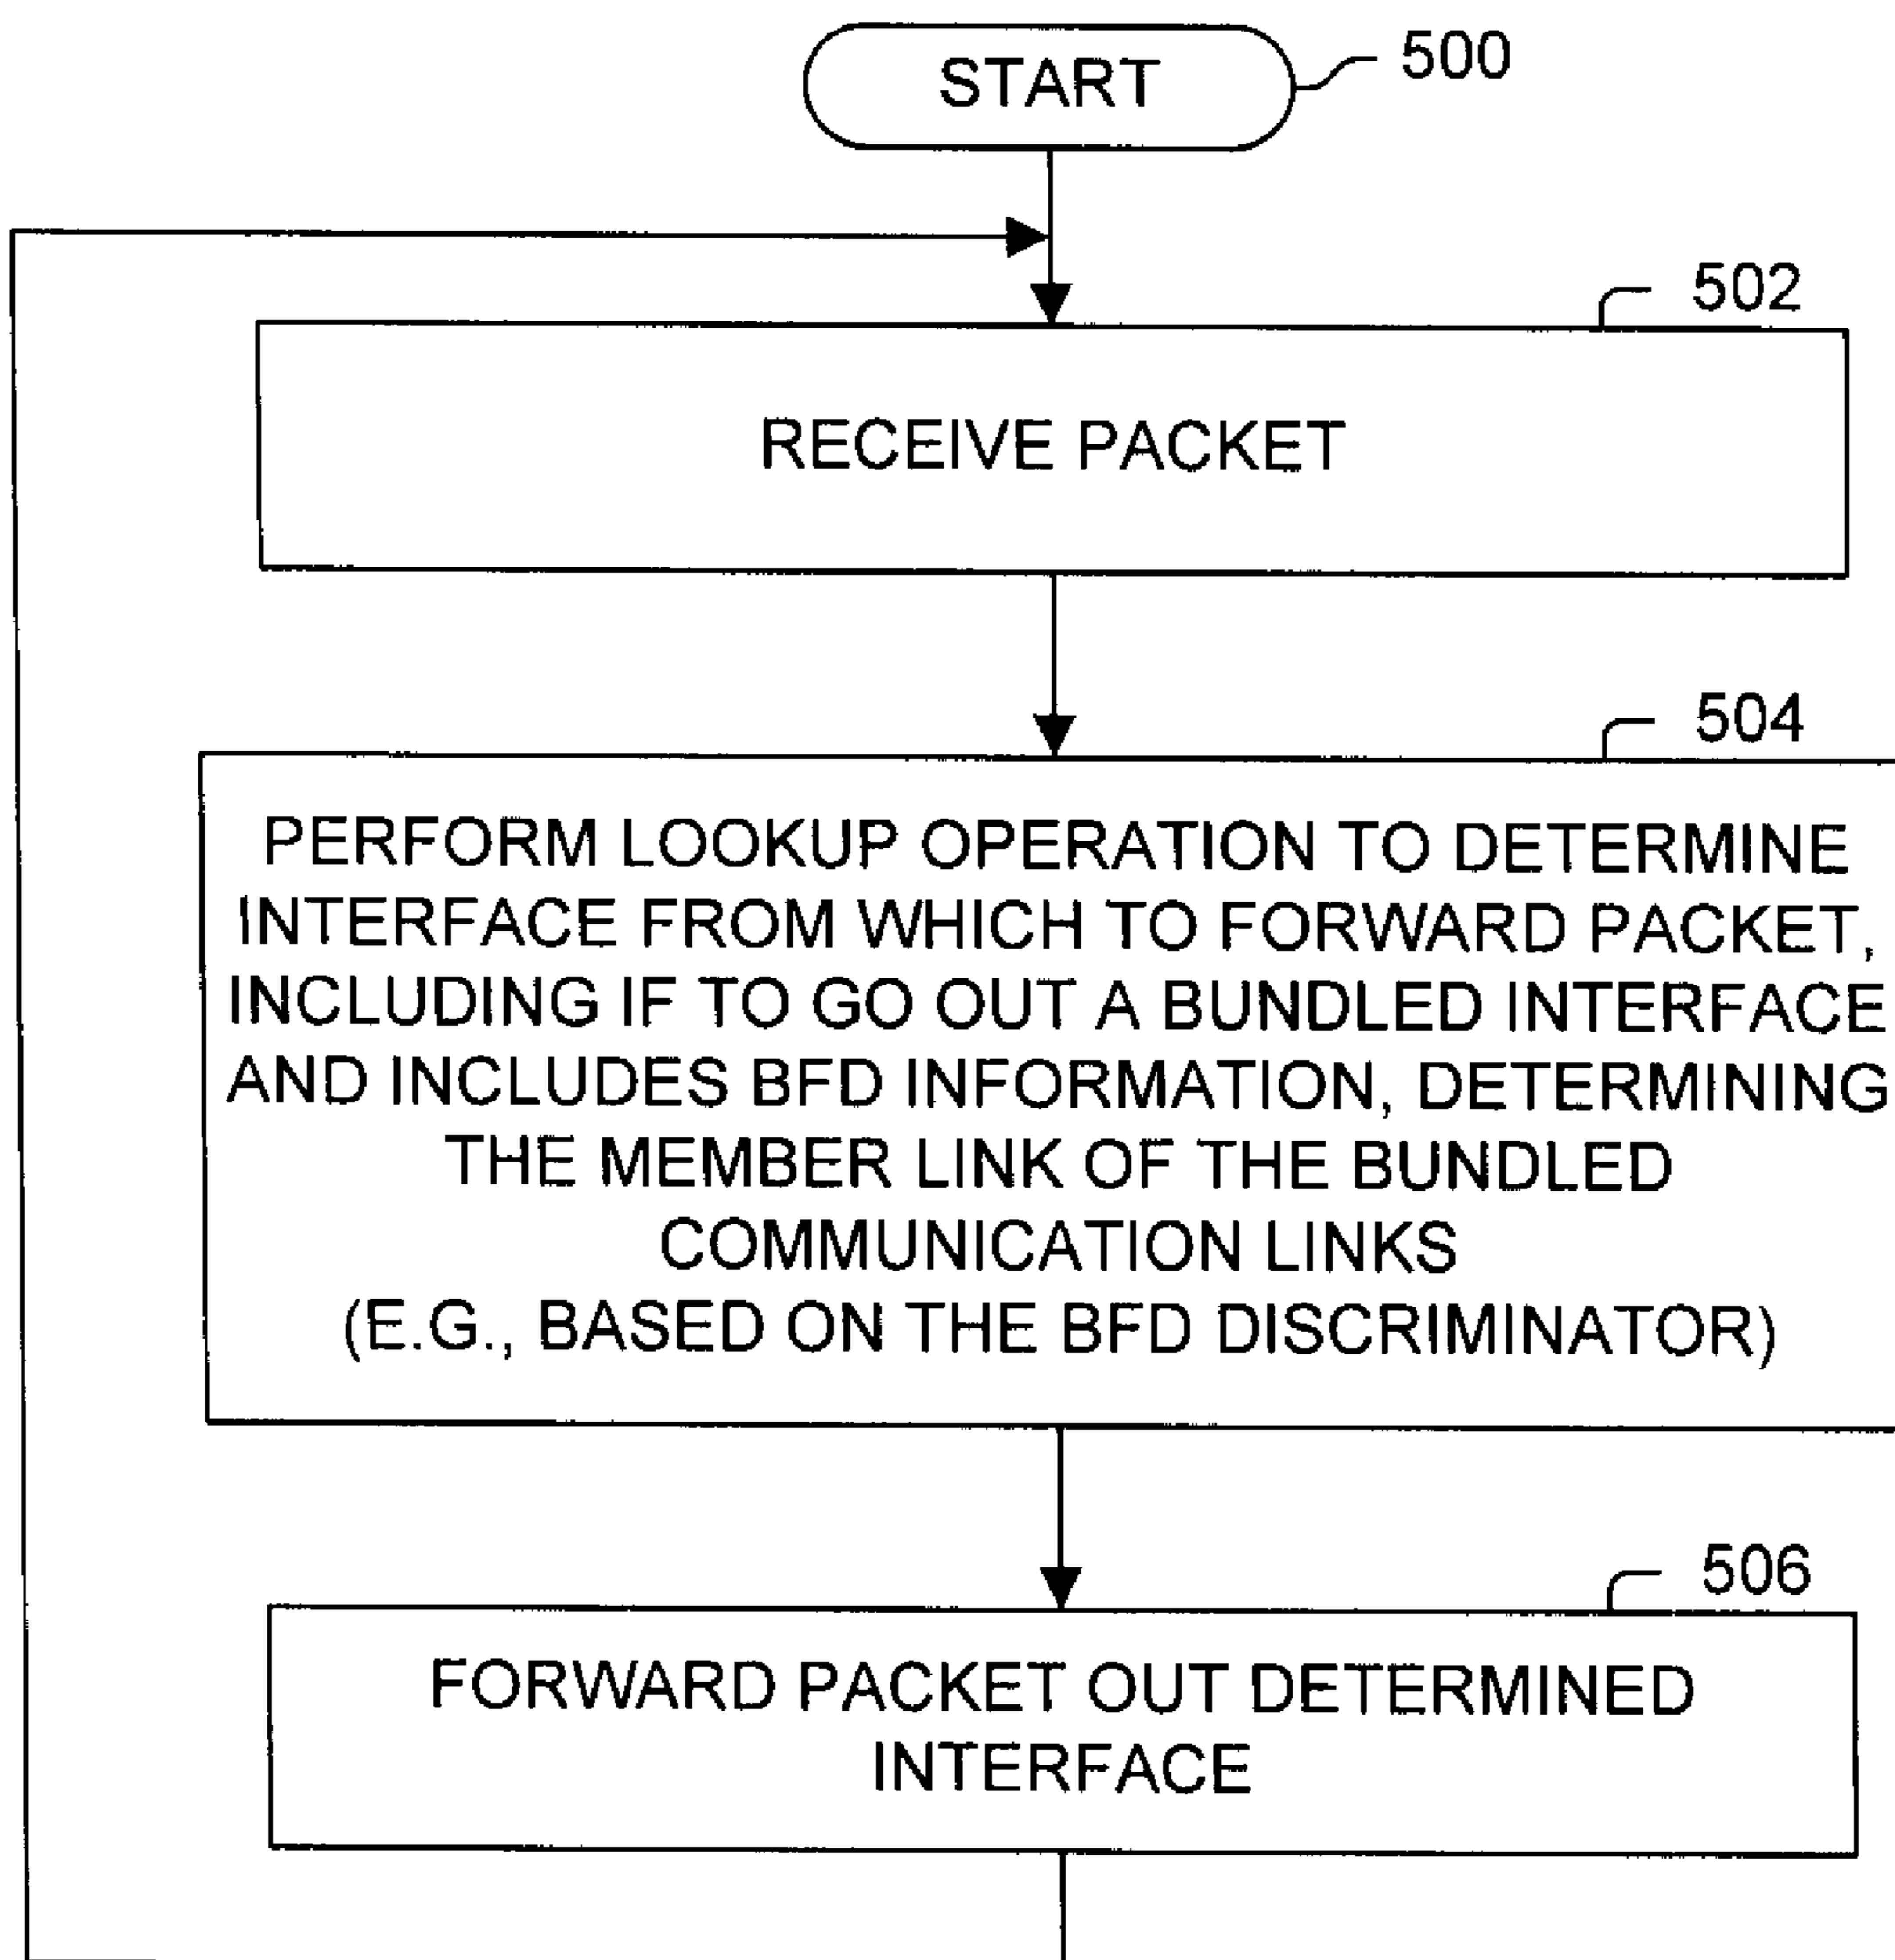 START
500
502
RECEIVE PACKET
504
PERFORM LOOKUP OPERATION TO DETERMINE
INTERFACE FROM WHICH TO FORWARD PACKET,
INCLUDING IF TO GO OUT A BUNDLED INTERFACE
AND INCLUDES BFD INFORMATION, DETERMINING
THE MEMBER LINK OF THE BUNDLED
COMMUNICATION LINKS
(E.G., BASED ON THE BFD DISCRIMINATOR)
506
FORWARD PACKET OUT DETERMINED
INTERFACE